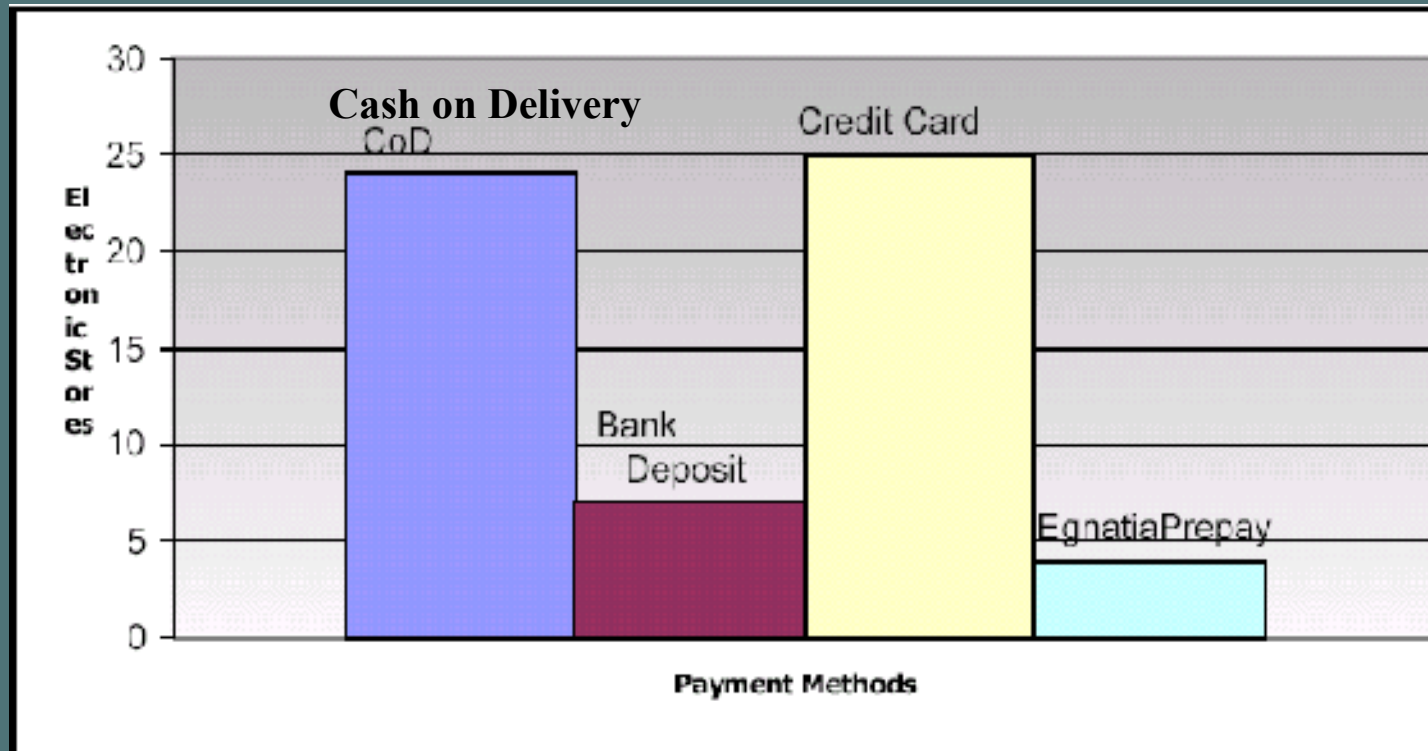 30
Cash on Delivery
Credit Card
CoD
25
El
ec
20
tr
on
ic
15
St
or
es
Bank
10
Deposit
EgnatiaPrepay
5
0
Payment Methods